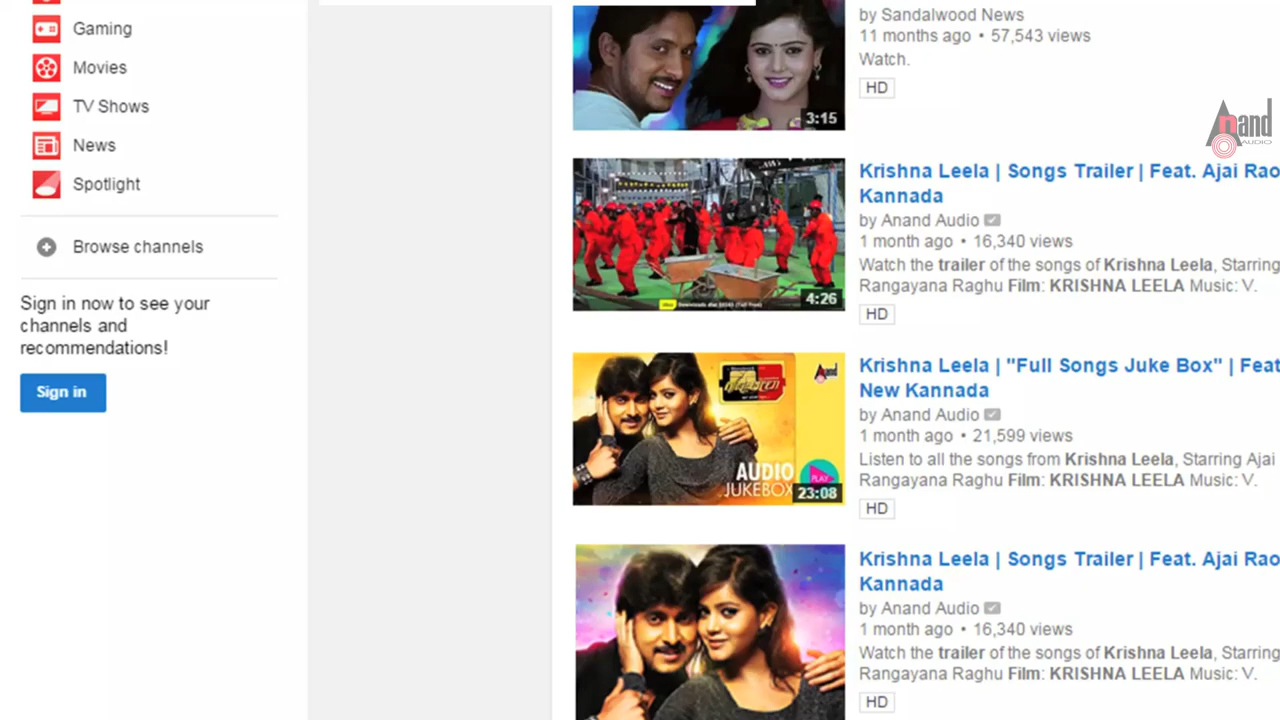 Gaming
Movies
TV Shows
News
Spotlight
Browse channels
Sign in now to see your
channels and
recommendations!
Sign in
by Sandalwood News
11 months ago • 57,543 views
Watch.
HD
3:15
Anand
AUDIO
Krishna Leela | Songs Trailer | Feat. Ajai Rao
Kannada
by Anand Audio
1 month ago • 16,340 views
Watch the trailer of the songs of Krishna Leela, Starring
Rangayana Raghu Film: KRISHNA LEELA Music: V.
HD
4:26
Krishna Leela | "Full Songs Juke Box" | Feat
New Kannada
by Anand Audio
1 month ago • 21,599 views
Listen to all the songs from Krishna Leela, Starring Ajai
Rangayana Raghu Film: KRISHNA LEELA Music: V.
HD
AUDIO
JUKEBOX
PLAY
23:08
Krishna Leela | Songs Trailer | Feat. Ajai Rao
Kannada
by Anand Audio
1 month ago • 16,340 views
Watch the trailer of the songs of Krishna Leela, Starring
Rangayana Raghu Film: KRISHNA LEELA Music: V.
HD